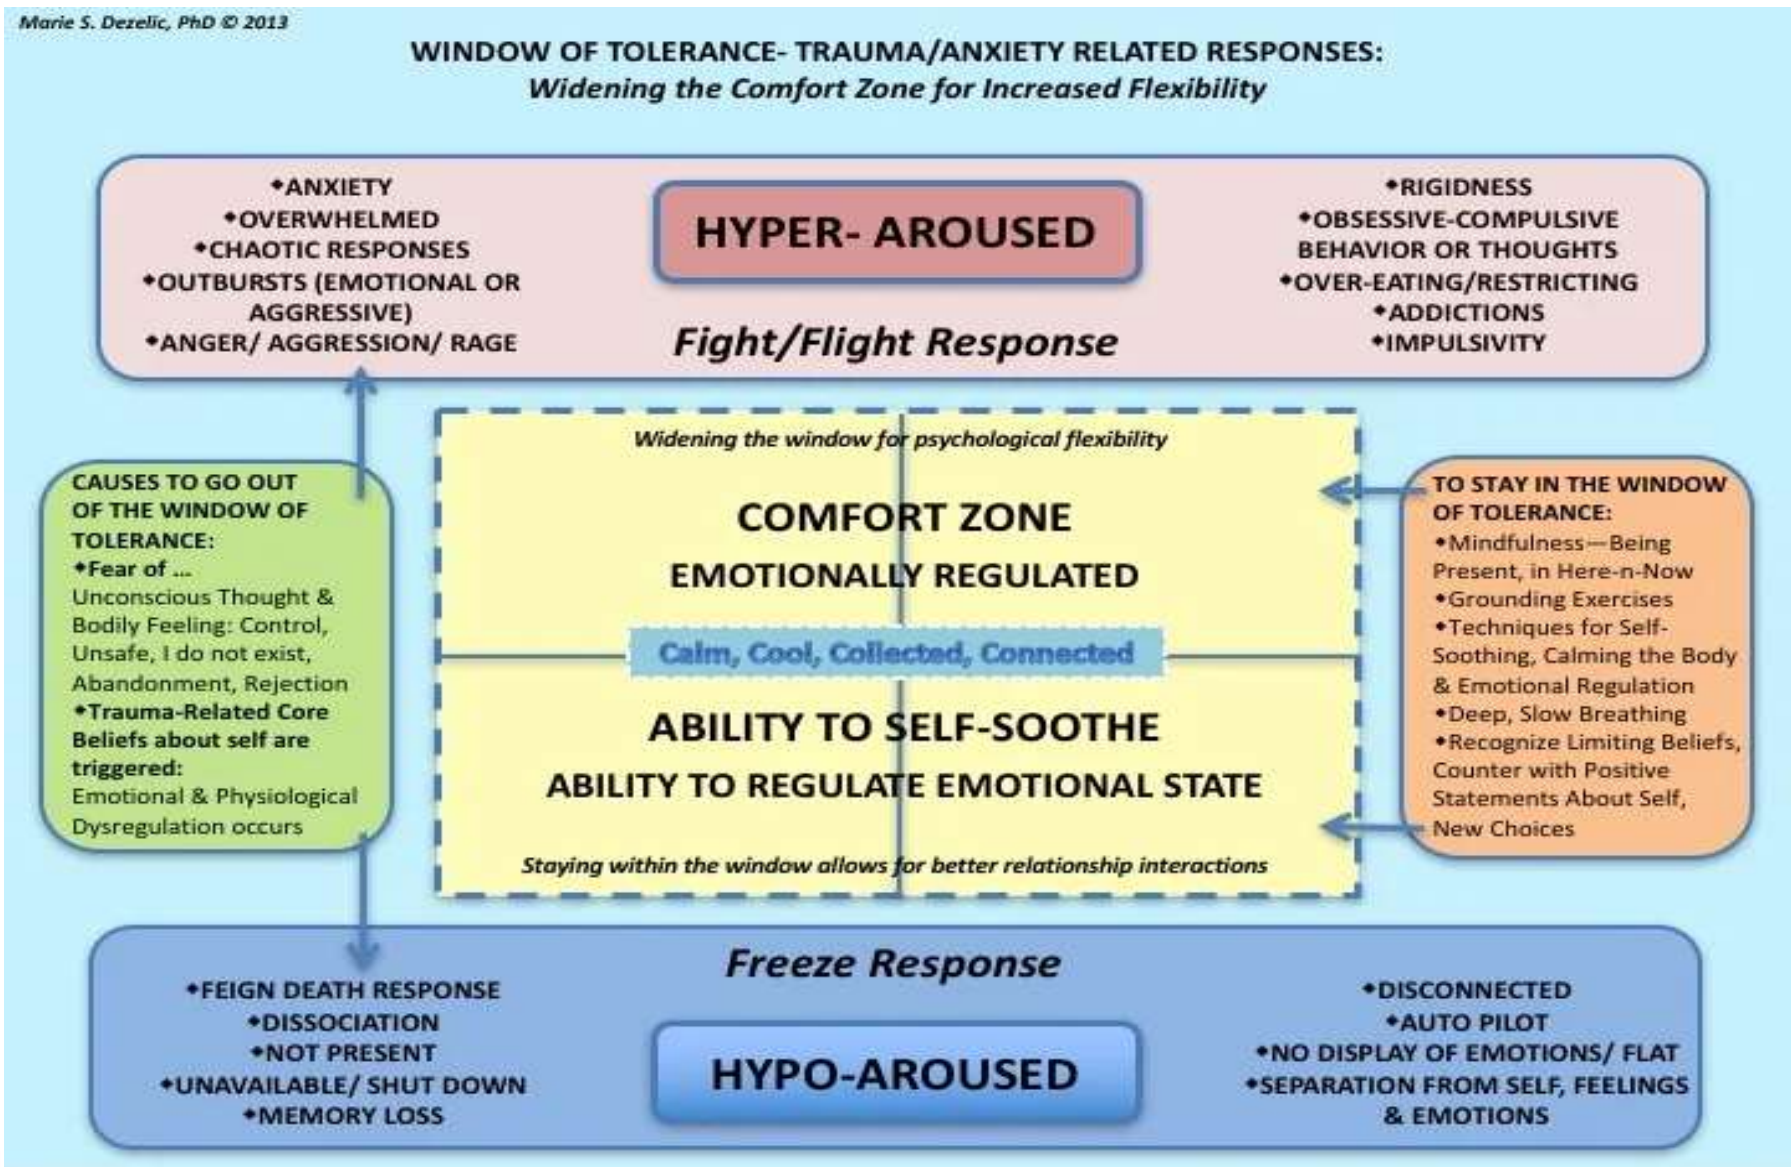 Marie S. Dezelic, PhD © 2013
WINDOW OF TOLERANCE- TRAUMA/ANXIETY RELATED RESPONSES:
Widening the Comfort Zone for Increased Flexibility
◆ANXIETY
◆OVERWHELMED
◆CHAOTIC RESPONSES
◆OUTBURSTS (EMOTIONAL OR
AGGRESSIVE)
◆ANGER/ AGGRESSION/ RAGE
HYPER- AROUSED
Fight/Flight Response
◆RIGIDNESS
◆OBSESSIVE-COMPULSIVE
BEHAVIOR OR THOUGHTS
◆OVER-EATING/RESTRICTING
◆ADDICTIONS
◆IMPULSIVITY
CAUSES TO GO OUT
OF THE WINDOW OF
TOLERANCE:
◆Fear of ...
Unconscious Thought &
Bodily Feeling: Control,
Unsafe, I do not exist,
Abandonment, Rejection
◆Trauma-Related Core
Beliefs about self are
triggered:
Emotional & Physiological
Dysregulation occurs
Widening the window for psychological flexibility
COMFORT ZONE
EMOTIONALLY REGULATED
Calm, Cool, Collected, Connected
ABILITY TO SELF-SOOTHE
ABILITY TO REGULATE EMOTIONAL STATE
Staying within the window allows for better relationship interactions
TO STAY IN THE WINDOW
OF TOLERANCE:
◆Mindfulness—Being
Present, in Here-n-Now
◆Grounding Exercises
◆Techniques for Self-
Soothing, Calming the Body
& Emotional Regulation
◆Deep, Slow Breathing
◆Recognize Limiting Beliefs,
Counter with Positive
Statements About Self,
New Choices
Freeze Response
HYPO-AROUSED
◆FEIGN DEATH RESPONSE
◆DISSOCIATION
◆NOT PRESENT
◆UNAVAILABLE/ SHUT DOWN
◆MEMORY LOSS
◆DISCONNECTED
◆AUTO PILOT
◆NO DISPLAY OF EMOTIONS/ FLAT
◆SEPARATION FROM SELF, FEELINGS
& EMOTIONS